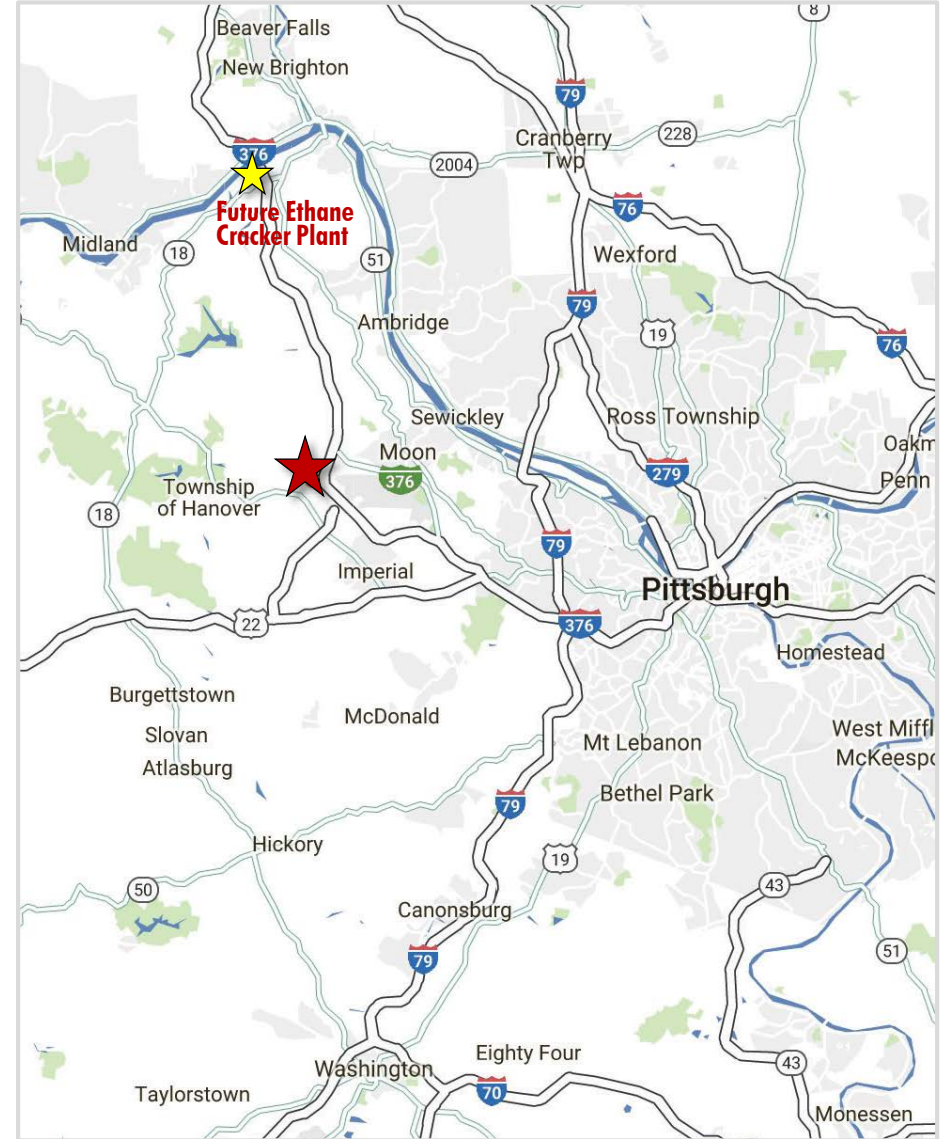 8
Beaver Falls
New Brighton
79
Cranberry
Twp
228
376
2004
Future Ethane
Cracker Plant
76
Midland
18
51
Wexford
79
Ambridge
19
76
Sewickley
Ross Township
Moon
Oakm
376
279
Penn
Township
of Hanover
18
79
Imperial
Pittsburgh
22
376
Homestead
Burgettstown
McDonald
Slovan
West Miffl
Mt Lebanon
McKeespo
Atlasburg
Bethel Park
79
Hickory
19
50
43
Canonsburg
51
79
Eighty Four
Washington
43
70
Taylorstown
Monessen